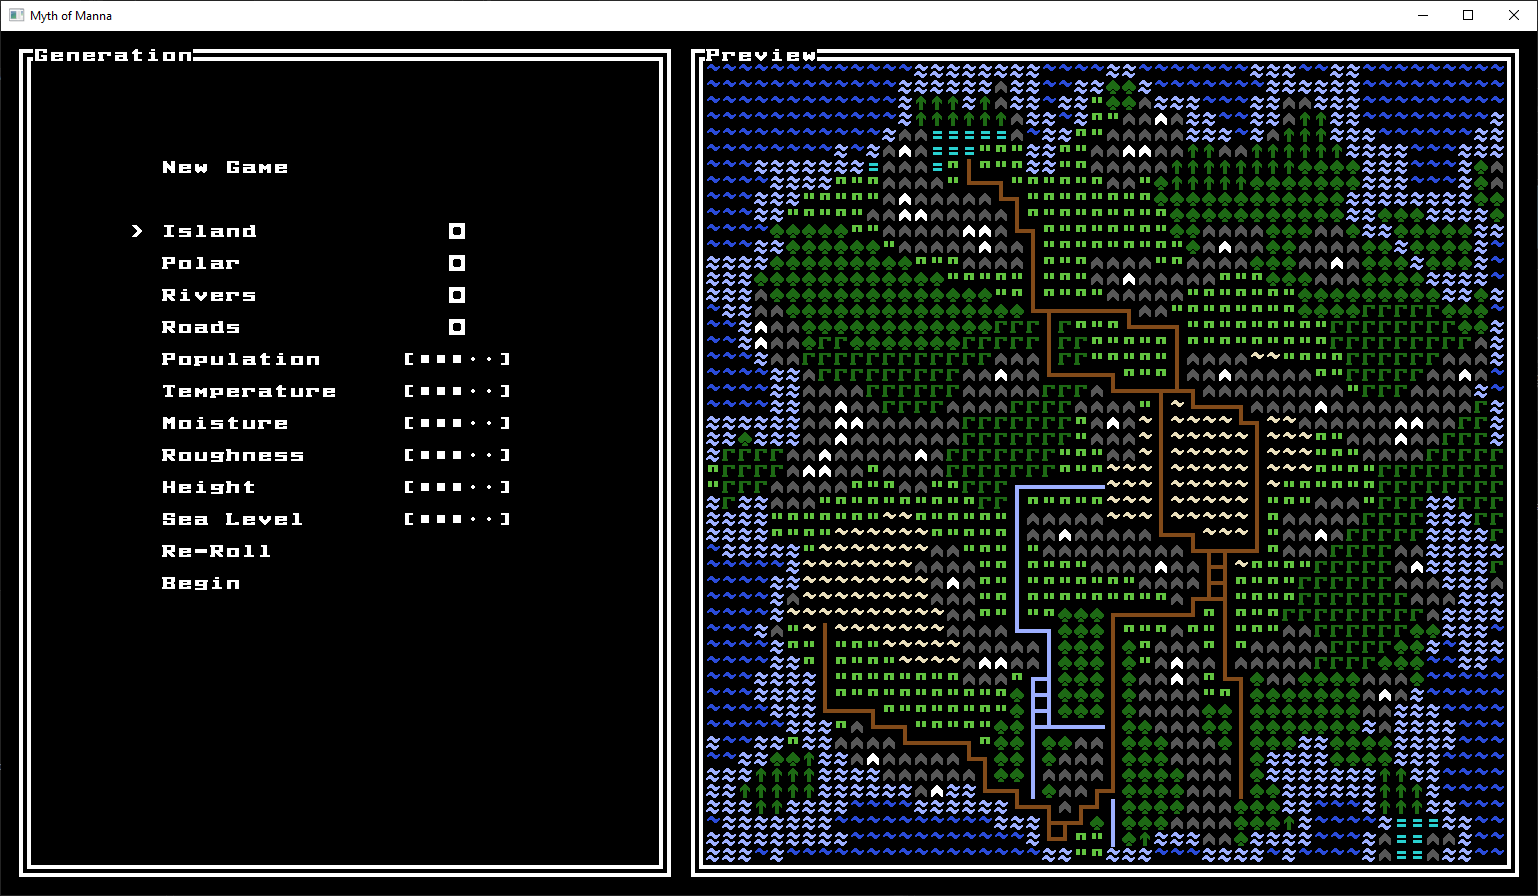 Myth of Manna
Generation
Preview
New Game
Island
Polar
Rivers
Roads
Population
Temperature
Moisture
Roughness
Height
Sea Level
Re-Roll
Begin